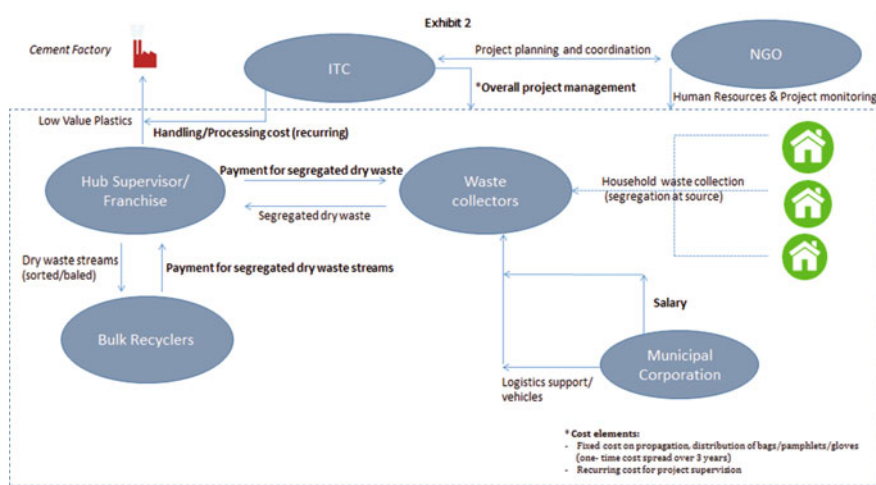 Exhibit 2
Cement Factory
ITC
Project planning and coordination
NGO
*Overall project management
Human Resources & Project monitoring
Low Value Plastics
Handling/Processing cost (recurring)
Hub Supervisor/
Franchise
Payment for segregated dry waste
Segregated dry waste
Waste
collectors
Household waste collection
(segregation at source)
Dry waste streams
(sorted/baled)
Payment for segregated dry waste streams
Bulk Recyclers
Salary
Municipal
Corporation
Logistics support/
vehicles
* Cost elements:
- Fixed cost on propagation, distribution of bags/pamphlets/gloves
(one- time cost spread over 3 years)
- Recurring cost for project supervision